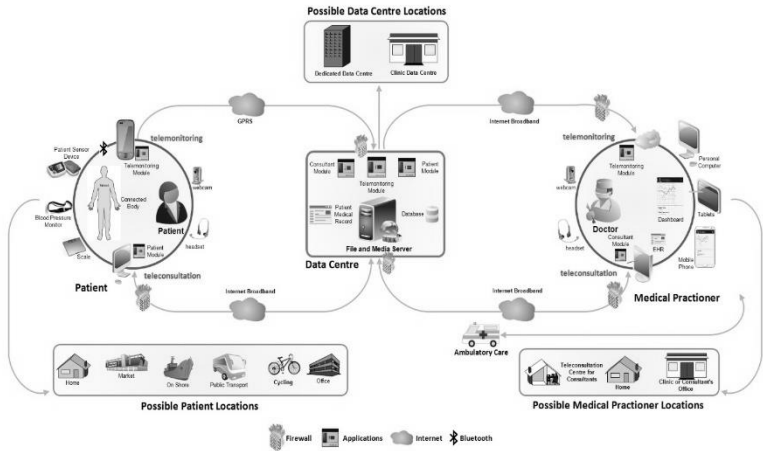 Possible Data Centre Locations
Dedicated Data Centre
Clinic Data Centre
GPRS
Internet Broadband
telemonitoring
Patient Sensor
Device
Telemonitoring
Module
webcam
Connected
Body
Patient
Blood Pressure
Monitor
headset
Scale
Patient
Module
teleconsultation
Patient
Consultant
Module
Telemonitoring
Module
Patient
Module
Patient
Medical
Record
Database
File and Media Server
Data Centre
telemonitoring
Personal
Computer
Telemonitoring
Module
webcam
Doctor
Dashboard
Tablets
Consultant
Module
headset
EHR
Mobile
Phone
teleconsultation
Medical Practioner
Internet Broadband
Internet Broadband
Ambulatory Care
Home
Market
On Shore
Public Transport
Cycling
Office
Possible Patient Locations
Teleconsultation
Centre for
Consultants
Home
Clinic or Consultant's
Office
Possible Medical Practioner Locations
Firewall
Applications
Internet
Bluetooth